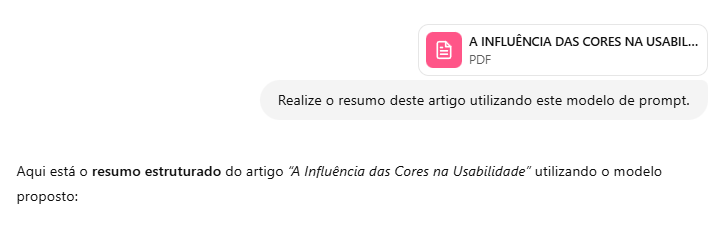 A INFLUÊNCIA DAS CORES NA USABIL...
PDF
Realize o resumo deste artigo utilizando este modelo de prompt.
Aqui está o resumo estruturado do artigo “A Influência das Cores na Usabilidade” utilizando o modelo
proposto: